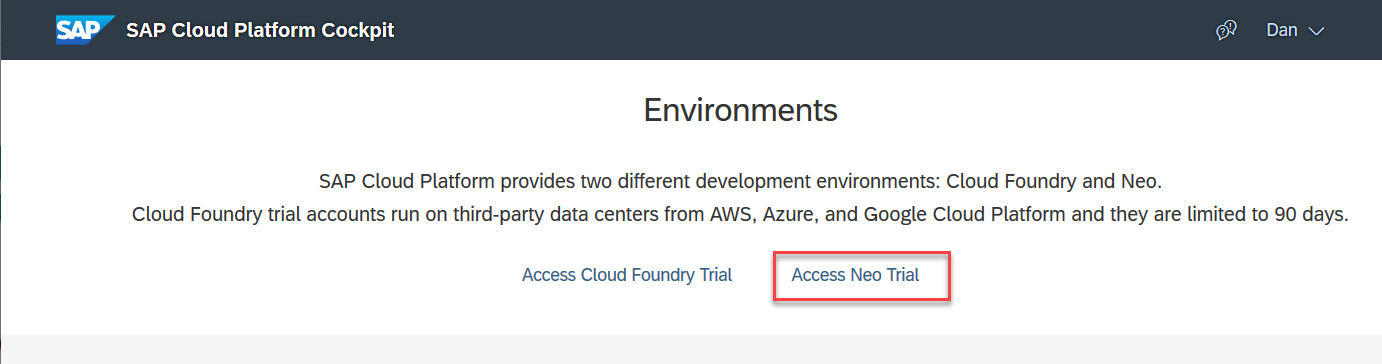 SAP SAP Cloud Platform Cockpit Dan
Environments
SAP Cloud Platform provides two different development environments: Cloud Foundry and Neo.
Cloud Foundry trial accounts run on third-party data centers from AWS, Azure, and Google Cloud Platform and they are limited to 90 days.
Access Cloud Foundry Trial Access Neo Trial